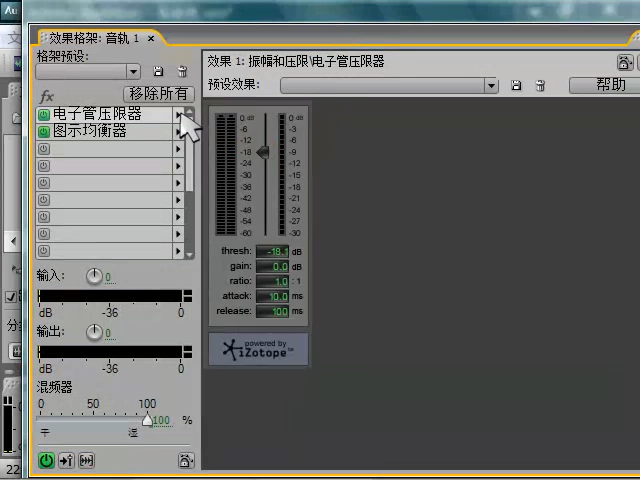 Au
效果格架: 音轨 1 ×
格架预设:
fx 移除所有
电子管压限器
图示均衡器
输入: 0
dB -36 0
输出: 0
dB -36 0
混频器
0 50 100
100 %
干 湿
效果 1: 振幅和压限\电子管压限器
预设效果:
帮助
0 dB 0 dB
-6 -3
-12 -6
-18 -9
-24 -12
-30 -15
-36 -18
-42 -21
-48 -24
-54 -27
-60 -30
thresh: -18.1 dB
gain: 0.0 dB
ratio: 1.0 : 1
attack: 10.0 ms
release: 100 ms
powered by
iZotope
22